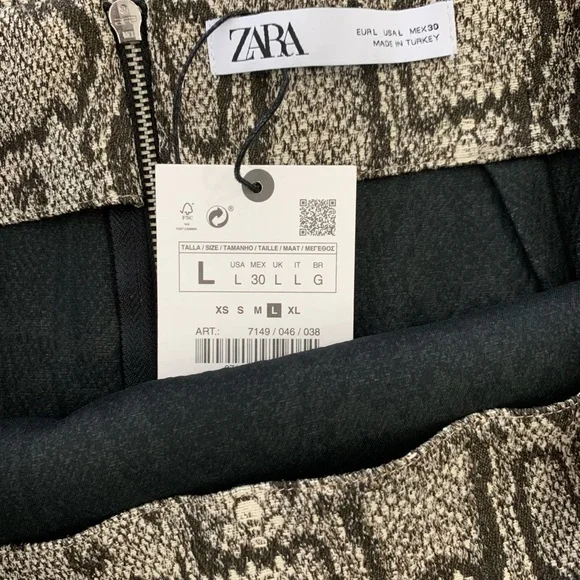 ZARA
EUR L USA L MEX 30
MADE IN TURKEY
FSC
TALLA / SIZE / TAMANHO / TAILLE / MAAT / ΜΕΓΕΘΟΣ
L
USA MEX UK IT BR
L 30 L L G
XS S M L XL
ART.: 7149 / 046 / 038